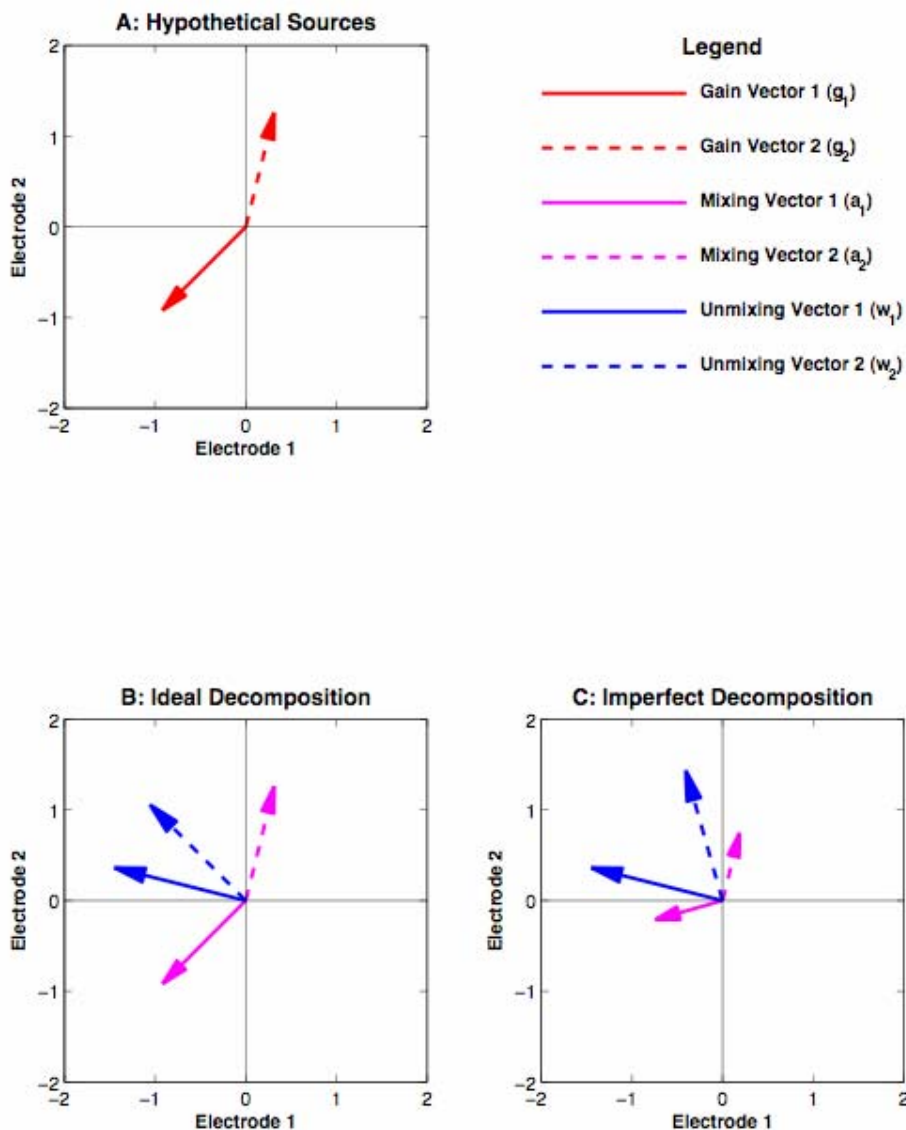 A: Hypothetical Sources
2
1
0
−1
−2
Electrode 2
−2 −1 0 1 2
Electrode 1
Legend
Gain Vector 1 (g1)
Gain Vector 2 (g2)
Mixing Vector 1 (a1)
Mixing Vector 2 (a2)
Unmixing Vector 1 (w1)
Unmixing Vector 2 (w2)
B: Ideal Decomposition
2
1
0
−1
−2
Electrode 2
−2 −1 0 1 2
Electrode 1
C: Imperfect Decomposition
2
1
0
−1
−2
Electrode 2
−2 −1 0 1 2
Electrode 1